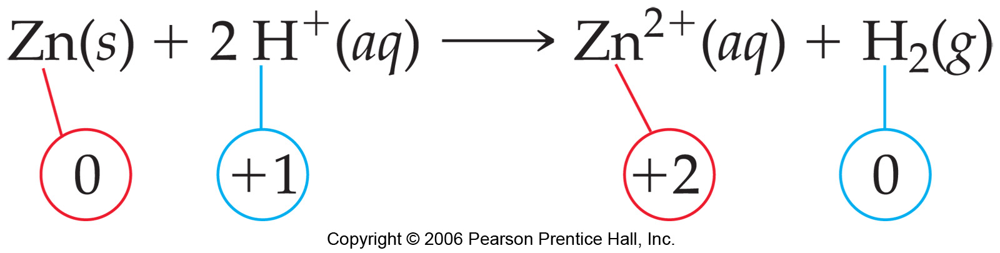 Zn(s) + 2 H⁺(aq) ⟶ Zn²⁺(aq) + H₂(g)
0 +1 +2 0
Copyright © 2006 Pearson Prentice Hall, Inc.